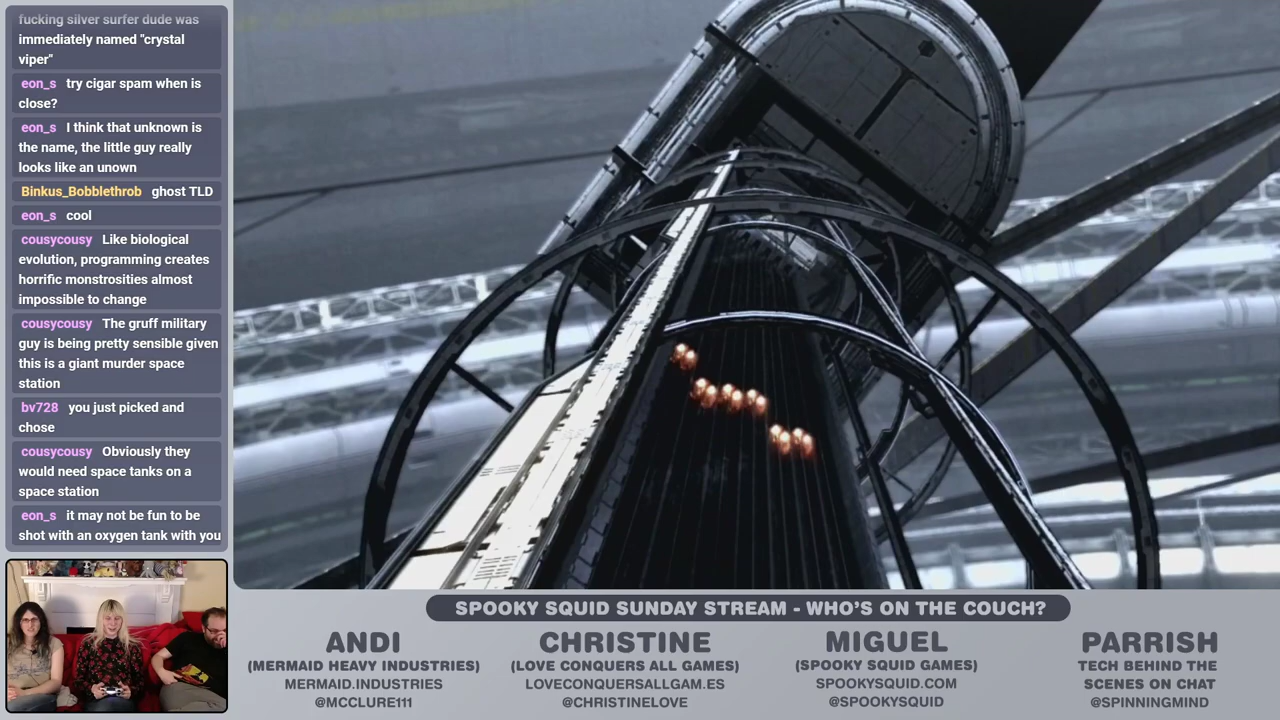 fucking silver surfer dude was
immediately named "crystal
viper"
eon_s try cigar spam when is
close?
eon_s I think that unknown is
the name, the little guy really
looks like an unown
Binkus_Bobblethrob ghost TLD
eon_s cool
cousycousy Like biological
evolution, programming creates
horrific monstrosities almost
impossible to change
cousycousy The gruff military
guy is being pretty sensible given
this is a giant murder space
station
bv728 you just picked and
chose
cousycousy Obviously they
would need space tanks on a
space station
eon_s it may not be fun to be
shot with an oxygen tank with you
SPOOKY SQUID SUNDAY STREAM - WHO'S ON THE COUCH?
ANDI
(MERMAID HEAVY INDUSTRIES)
MERMAID.INDUSTRIES
@MCCLURE111
CHRISTINE
(LOVE CONQUERS ALL GAMES)
LOVECONQUERSALLGAM.ES
@CHRISTINELOVE
MIGUEL
(SPOOKY SQUID GAMES)
SPOOKYSQUID.COM
@SPOOKYSQUID
PARRISH
TECH BEHIND THE
SCENES ON CHAT
@SPINNINGMIND